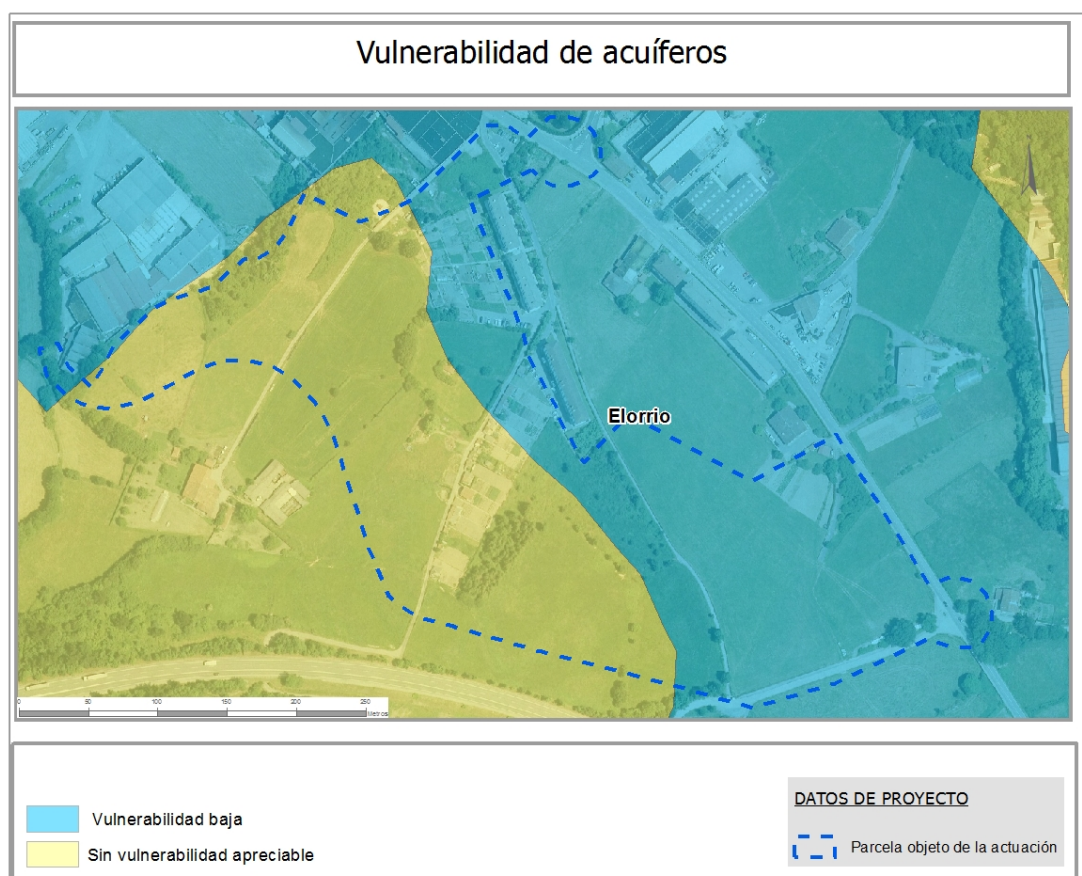 Vulnerabilidad de acuíferos
Elorrio
0 50 100 150 200 250
Metros
Vulnerabilidad baja
Sin vulnerabilidad apreciable
DATOS DE PROYECTO
Parcela objeto de la actuación